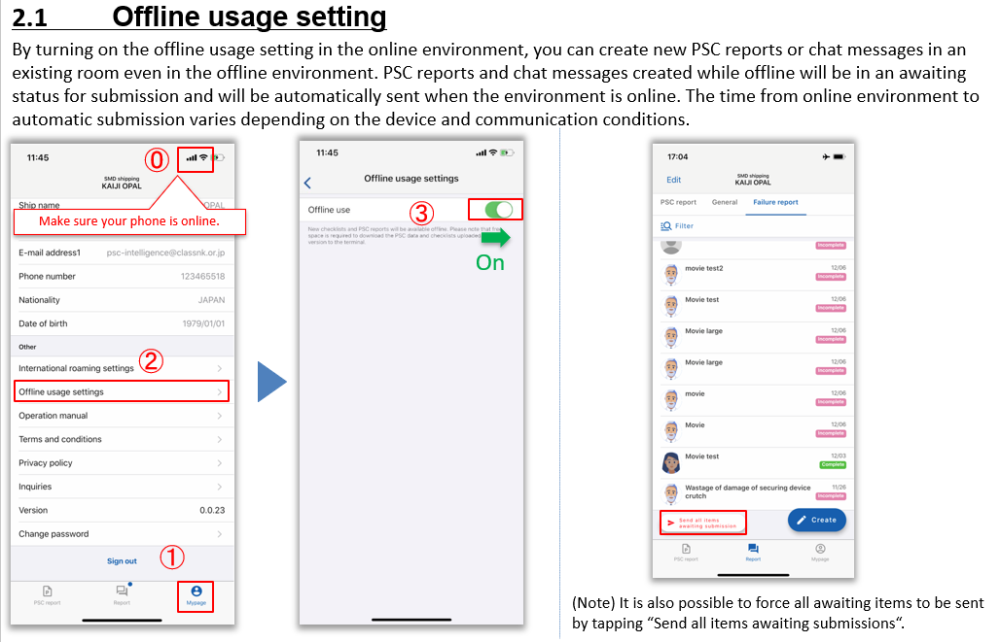 2.1 Offline usage setting
By turning on the offline usage setting in the online environment, you can create new PSC reports or chat messages in an
existing room even in the offline environment. PSC reports and chat messages created while offline will be in an awaiting
status for submission and will be automatically sent when the environment is online. The time from online environment to
automatic submission varies depending on the device and communication conditions.
11:45
⓪
SMD shipping
KAIJI OPAL
Ship name OPAL
Make sure your phone is online.
E-mail address1 psc-intelligence@classnk.or.jp
Phone number 123465518
Nationality JAPAN
Date of birth 1979/01/01
Other
②
International roaming settings
Offline usage settings
Operation manual
Terms and conditions
Privacy policy
Inquiries
Version 0.0.23
Change password
Sign out
①
PSC report Report Mypage
11:45
Offline usage settings
Offline use
③
New checklists and PSC reports will be available offline. Please note that free
space is required to download the PSC data and checklists uploaded
version to the terminal.
On
17:04
SMD shipping
Edit KAIJI OPAL
PSC report General Failure report
Filter
Incomplete
movie test2 12/06
Incomplete
Movie test 12/06
Incomplete
Movie large 12/06
Incomplete
Movie large 12/06
Incomplete
movie 12/06
Incomplete
Movie 12/06
Incomplete
Movie test 12/03
Complete
Wastage of damage of securing device 11/26
crutch Incomplete
Send all items
awaiting submission
Create
PSC report Report Mypage
(Note) It is also possible to force all awaiting items to be sent
by tapping “Send all items awaiting submissions“.